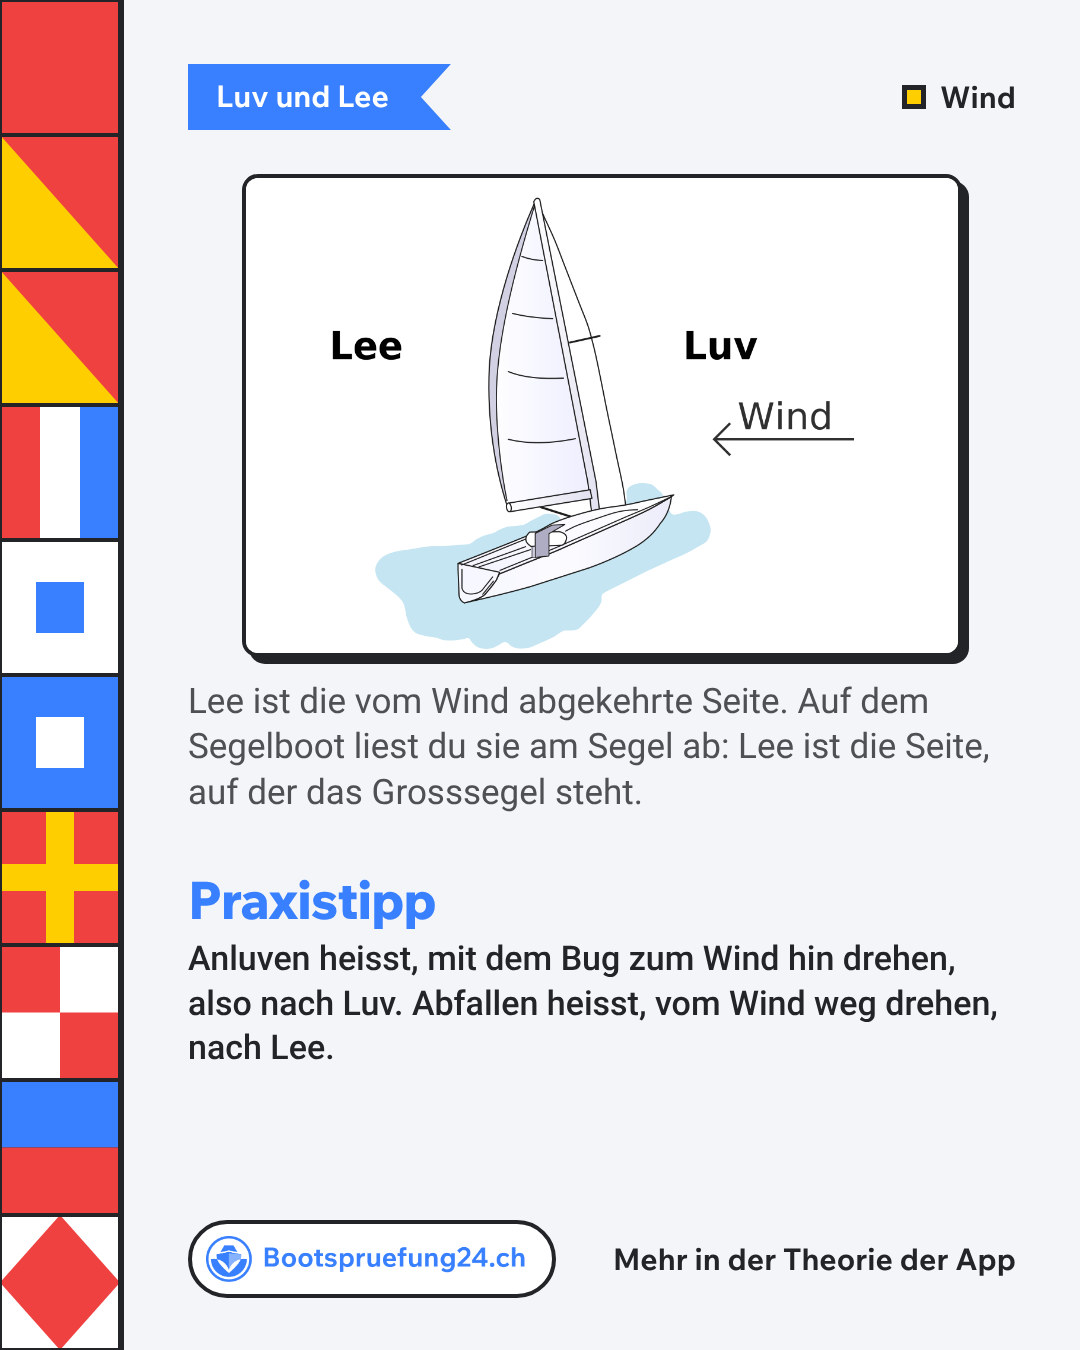 Luv und Lee
Wind
Lee
Luv
Wind
Lee ist die vom Wind abgekehrte Seite. Auf dem
Segelboot liest du sie am Segel ab: Lee ist die Seite,
auf der das Grosssegel steht.
Praxistipp
Anluven heisst, mit dem Bug zum Wind hin drehen,
also nach Luv. Abfallen heisst, vom Wind weg drehen,
nach Lee.
Bootspruefung24.ch
Mehr in der Theorie der App